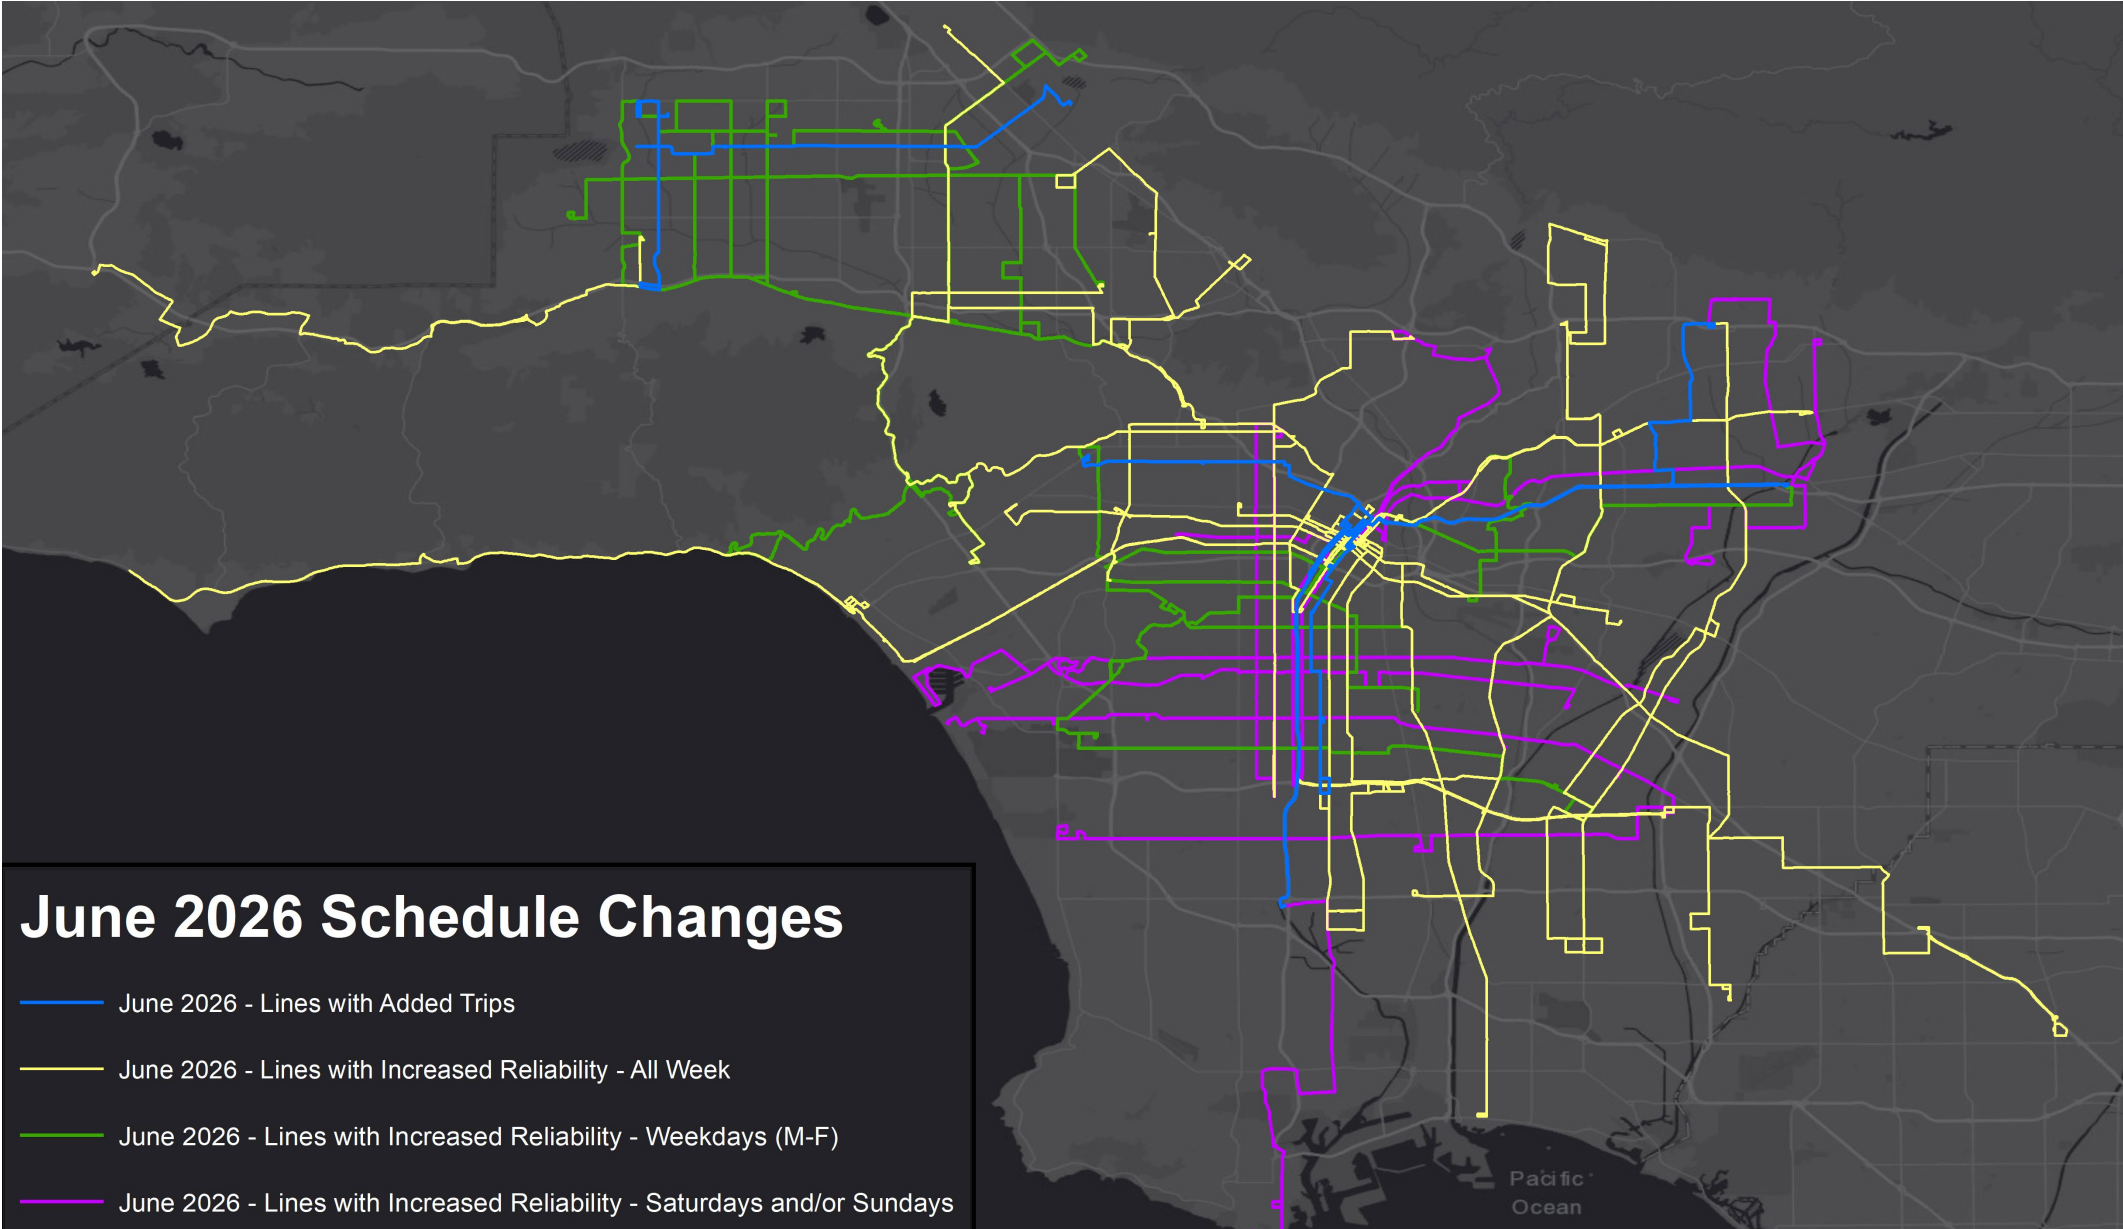 June 2026 Schedule Changes
June 2026 - Lines with Added Trips
June 2026 - Lines with Increased Reliability - All Week
June 2026 - Lines with Increased Reliability - Weekdays (M-F)
June 2026 - Lines with Increased Reliability - Saturdays and/or Sundays
Pacific
Ocean